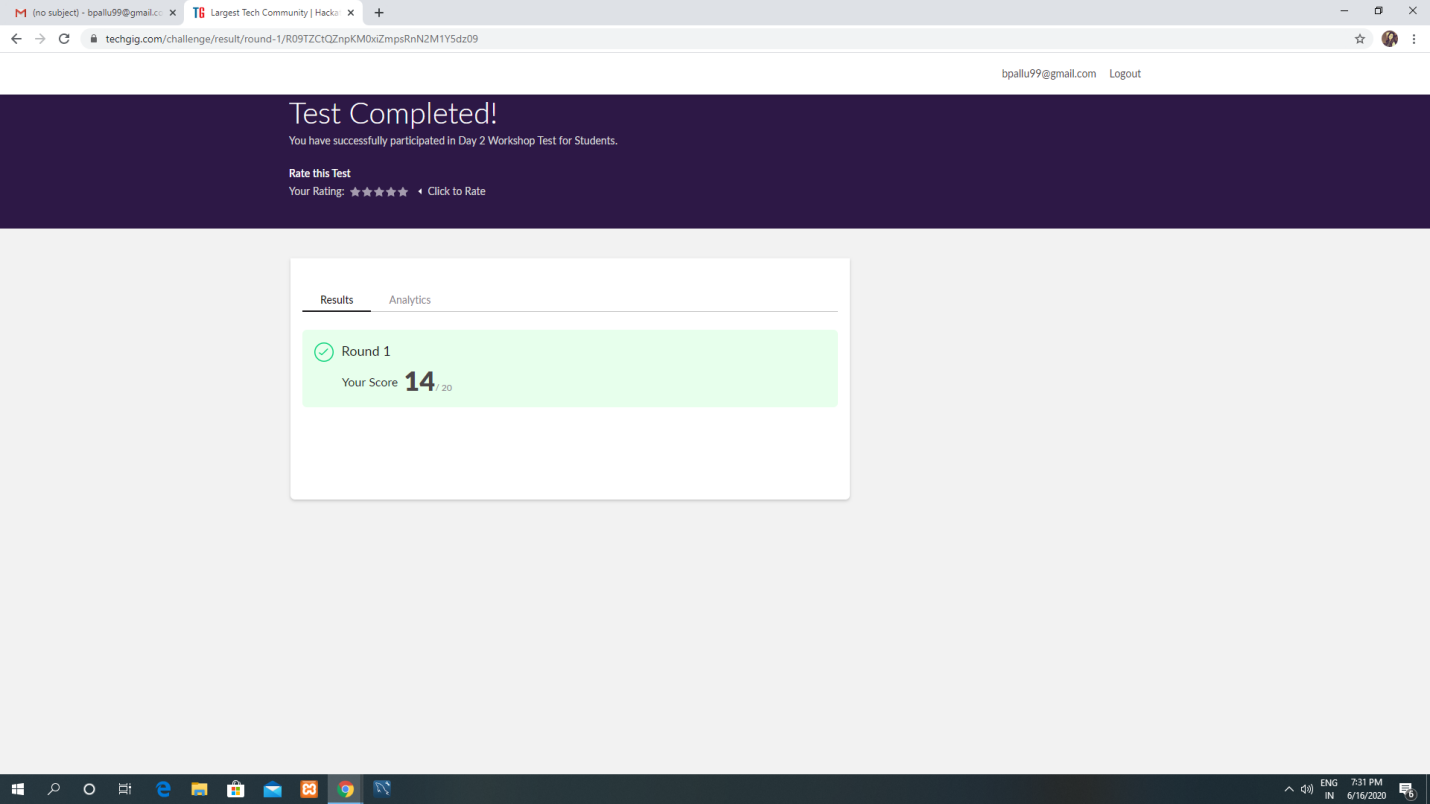 (no subject) - bpallu99@gmail.co
TG Largest Tech Community | Hacka
techgig.com/challenge/result/round-1/R09TZCtQZnpKM0xiZmpsRnN2M1Y5dz09
bpallu99@gmail.com Logout
Test Completed!
You have successfully participated in Day 2 Workshop Test for Students.
Rate this Test
Your Rating: Click to Rate
Results Analytics
Round 1
Your Score 14 / 20
ENG 7:31 PM
IN 6/16/2020
6